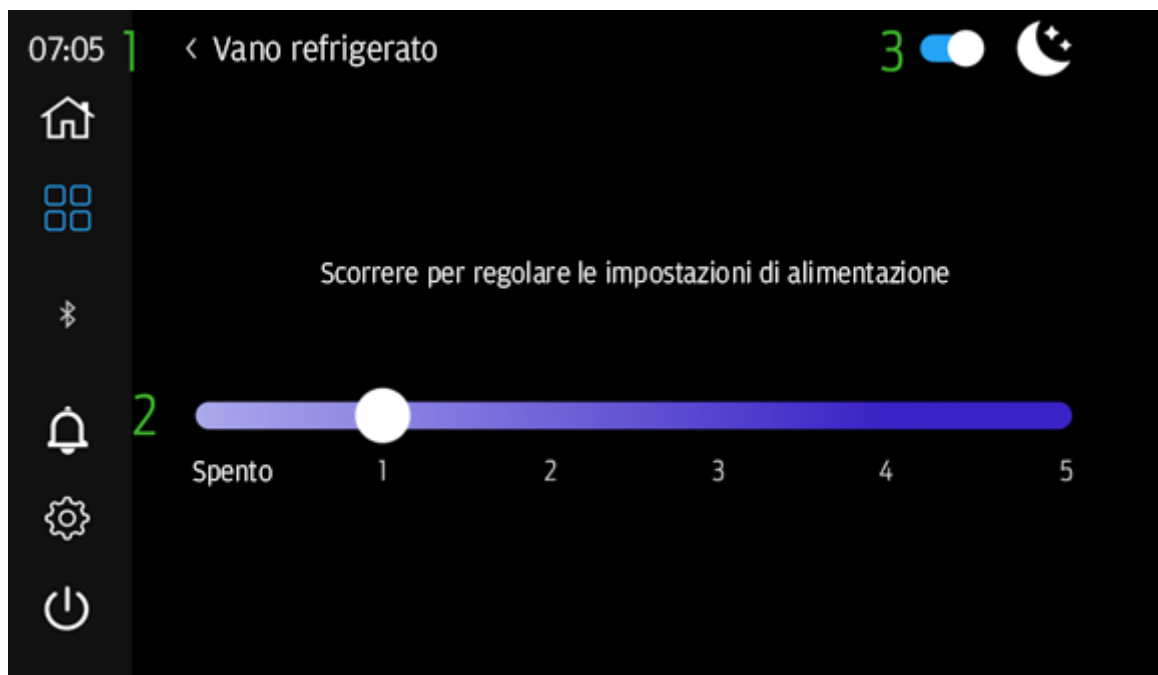 07:05 1 < Vano refrigerato 3
Scorrere per regolare le impostazioni di alimentazione
2
Spento 1 2 3 4 5